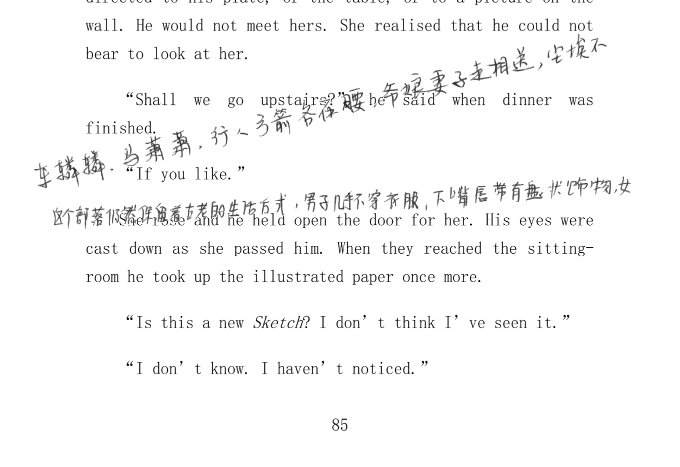 directed to his plate, or the table, or to a picture on the
wall. He would not meet hers. She realised that he could not
bear to look at her.
“Shall we go upstairs?” he said when dinner was
finished.
车辚辚，马萧萧，行人弓箭各在腰，爷娘妻子走相送，尘埃不
“If you like.”
这个部落仍然保留着古老的生活方式，男子几乎不穿衣服，下嘴唇带有盘状饰物，女
She rose and he held open the door for her. His eyes were
cast down as she passed him. When they reached the sitting-
room he took up the illustrated paper once more.
“Is this a new Sketch? I don’t think I’ve seen it.”
“I don’t know. I haven’t noticed.”
85